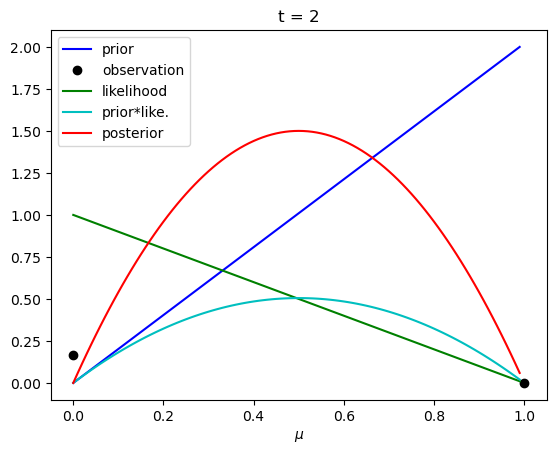 t = 2
prior
observation
likelihood
prior*like.
posterior
2.00
1.75
1.50
1.25
1.00
0.75
0.50
0.25
0.00
0.0 0.2 0.4 0.6 0.8 1.0
μ